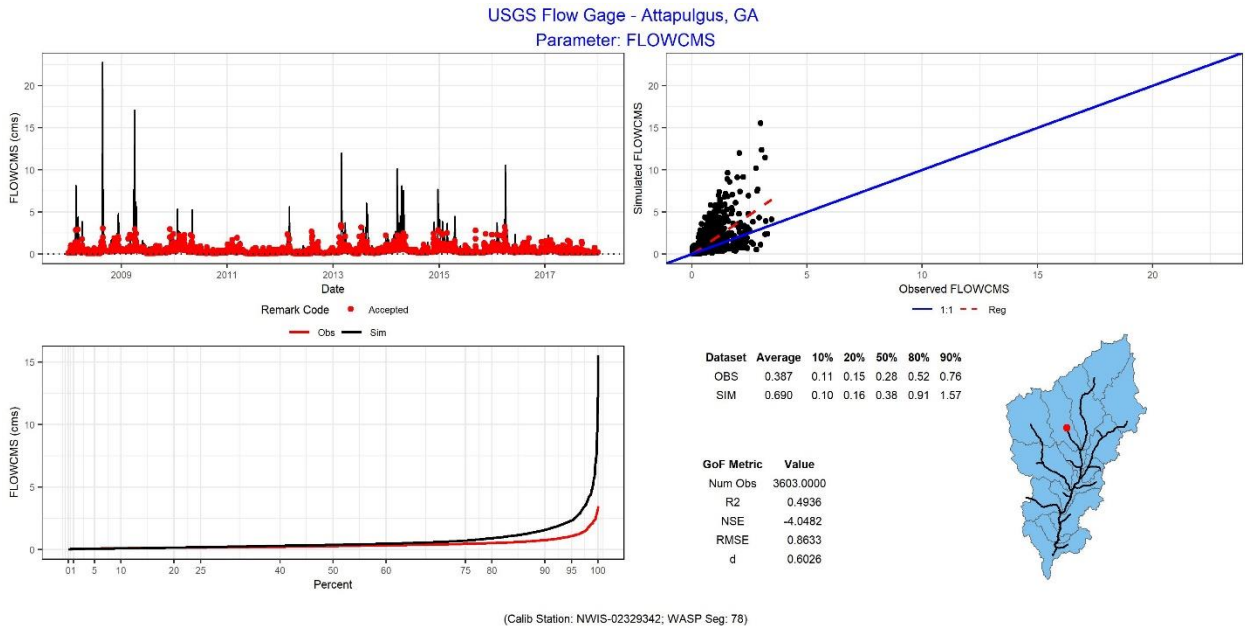 USGS Flow Gage - Attapulgus, GA
Parameter: FLOWCMS
FLOWCMS (cms)
20
15
10
5
0
2009 2011 2013 2015 2017
Date
Remark Code Accepted
Simulated FLOWCMS
20
15
10
5
0
0 5 10 15 20
Observed FLOWCMS
1:1 Reg
Obs Sim
FLOWCMS (cms)
15
10
5
0
0 1 5 10 20 25 40 50 60 75 80 90 95 100
Percent
Dataset Average 10% 20% 50% 80% 90%
OBS 0.387 0.11 0.15 0.28 0.52 0.76
SIM 0.690 0.10 0.16 0.38 0.91 1.57
GoF Metric Value
Num Obs 3603.0000
R2 0.4936
NSE -4.0482
RMSE 0.8633
d 0.6026
(Calib Station: NWIS-02329342; WASP Seg: 78)